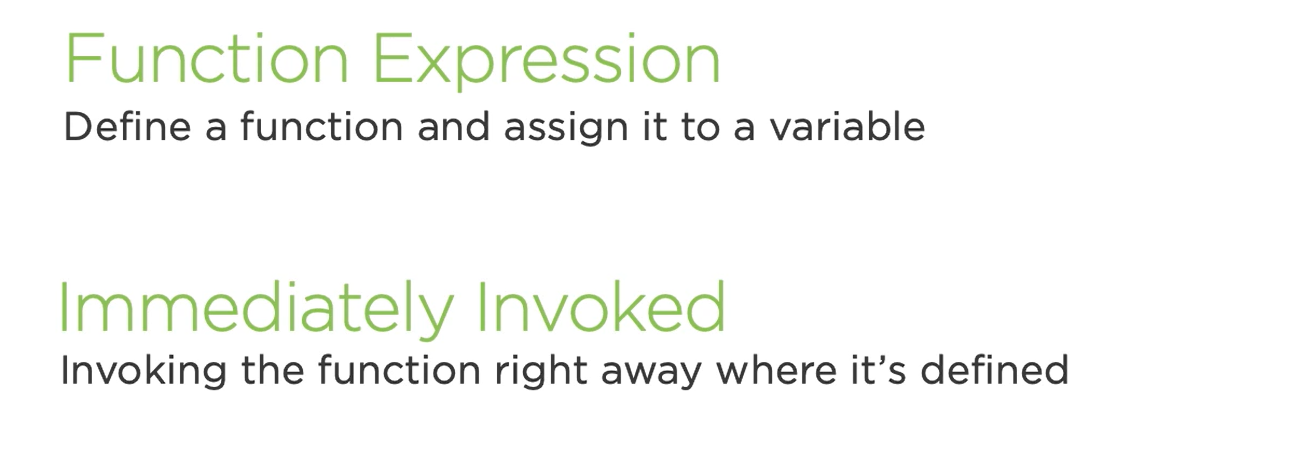 Function Expression
Define a function and assign it to a variable
Immediately Invoked
Invoking the function right away where it’s defined